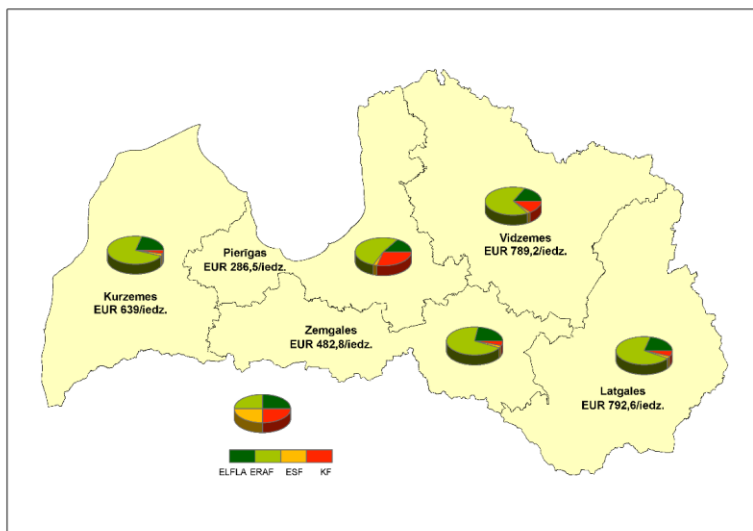 Vidzemes
EUR 789,2/iedz.
Pierīgas
EUR 286,5/iedz.
Kurzemes
EUR 639/iedz.
Zemgales
EUR 482,8/iedz.
Latgales
EUR 792,6/iedz.
ELFLA ERAF ESF KF